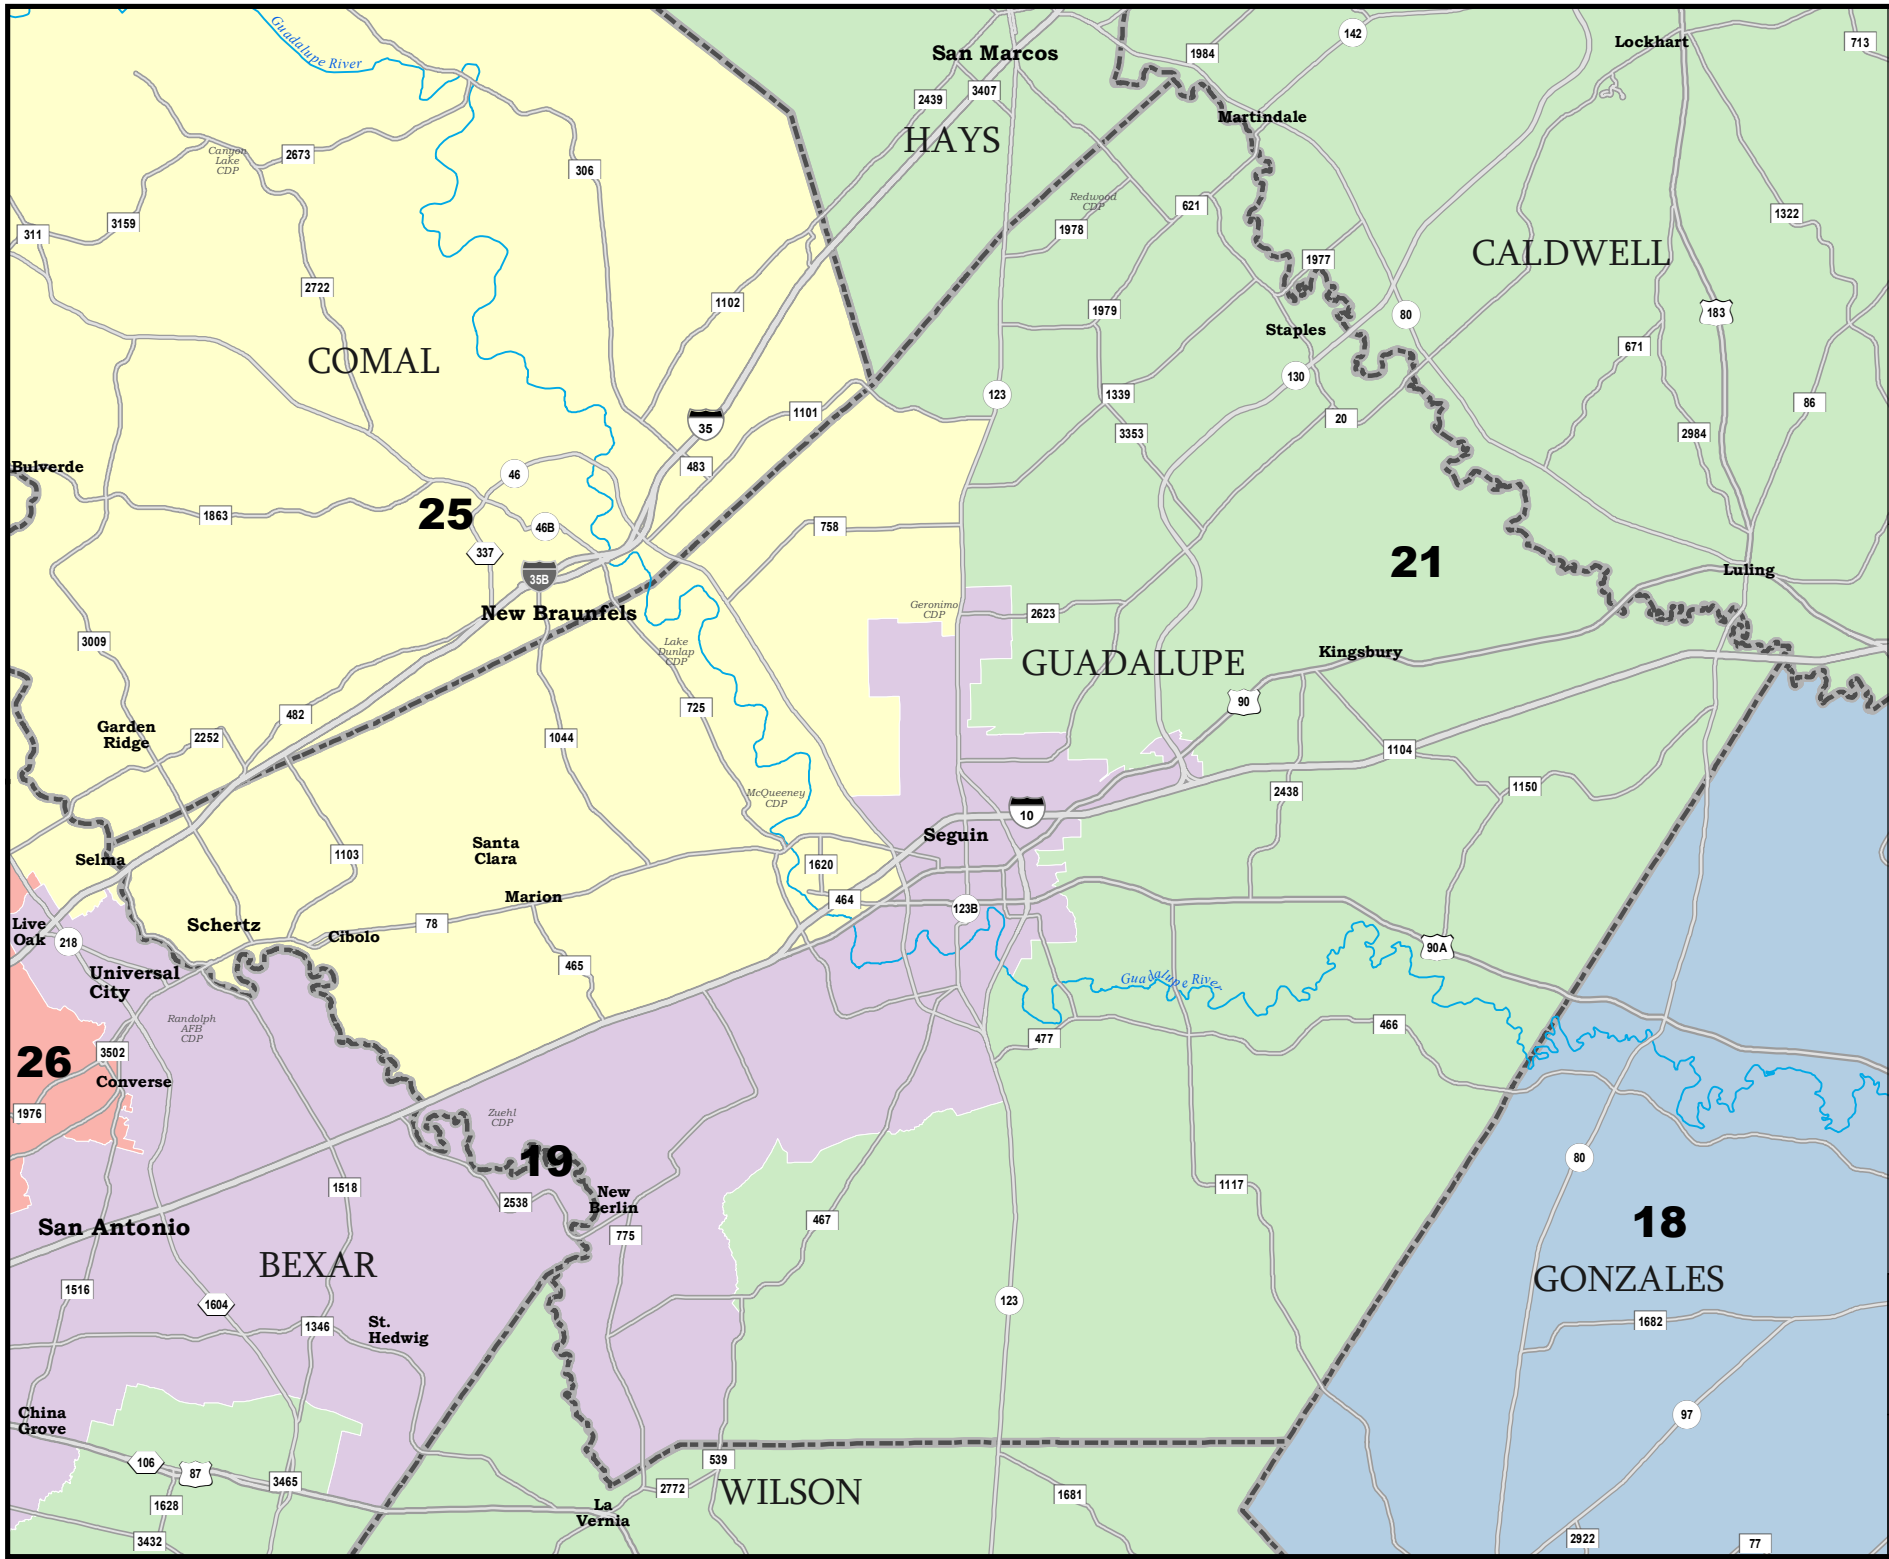 Guadalupe River
San Marcos
1984
142
Lockhart
713
2439
3407
HAYS
Martindale
Canyon
Lake
CDP
2673
306
3159
311
Redwood
CDP
621
1978
1322
CALDWELL
1977
2722
1102
1979
80
183
Staples
671
COMAL
130
123
1339
86
1101
35
20
3353
2984
Bulverde
46
483
25
1863
46B
758
337
21
35B
Luling
New Braunfels
Geronimo
CDP
2623
3009
Lake
Dunlap
CDP
GUADALUPE
Kingsbury
90
482
725
Garden
Ridge
2252
1044
1104
McQueeney
CDP
2438
1150
10
Seguin
Selma
1103
Santa
Clara
1620
Marion
464
123B
Live
Oak
218
Schertz
78
Cibolo
90A
465
Universal
City
Guadalupe River
Randolph
AFB
CDP
466
477
26
3502
Converse
1976
Zuehl
CDP
19
80
1518
2538
New
Berlin
1117
San Antonio
467
775
18
BEXAR
GONZALES
1516
1604
123
1346
St.
Hedwig
1682
China
Grove
97
106
87
3465
539
2772
WILSON
1681
1628
La
Vernia
3432
2922
77